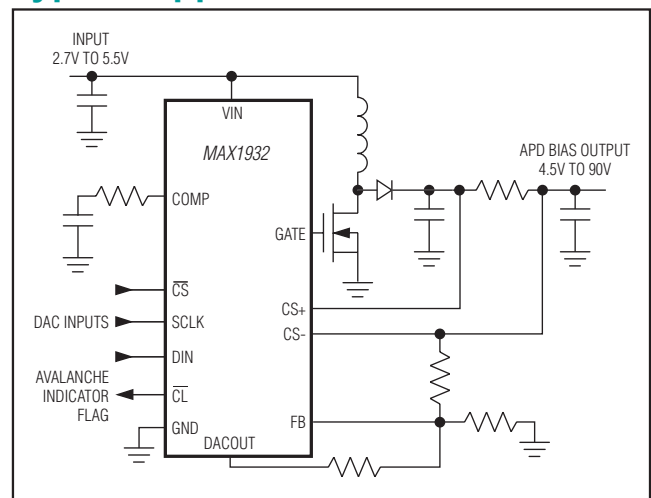 INPUT
2.7V TO 5.5V
VIN
MAX1932
APD BIAS OUTPUT
4.5V TO 90V
COMP
GATE
CS
CS+
DAC INPUTS
SCLK
CS-
DIN
AVALANCHE
INDICATOR
FLAG
CL
FB
GND
DACOUT